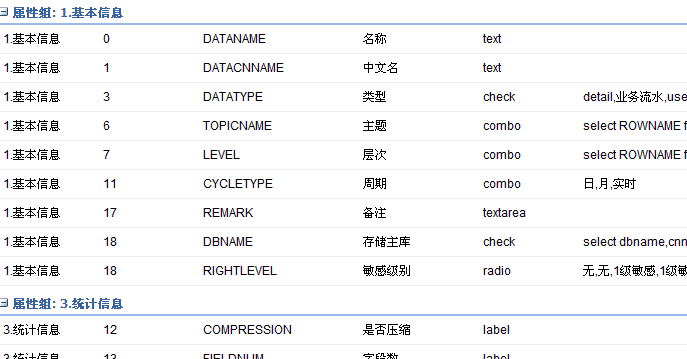 属性组: 1.基本信息
1.基本信息 0 DATANAME 名称 text
1.基本信息 1 DATACNNAME 中文名 text
1.基本信息 3 DATATYPE 类型 check detail,业务流水,use
1.基本信息 6 TOPICNAME 主题 combo select ROWNAME f
1.基本信息 7 LEVEL 层次 combo select ROWNAME f
1.基本信息 11 CYCLETYPE 周期 combo 日,月,实时
1.基本信息 17 REMARK 备注 textarea
1.基本信息 18 DBNAME 存储主库 check select dbname,cnn
1.基本信息 18 RIGHTLEVEL 敏感级别 radio 无,无,1级敏感,1级敏
属性组: 3.统计信息
3.统计信息 12 COMPRESSION 是否压缩 label
3.统计信息 13 FIELDNUM 字段数 label